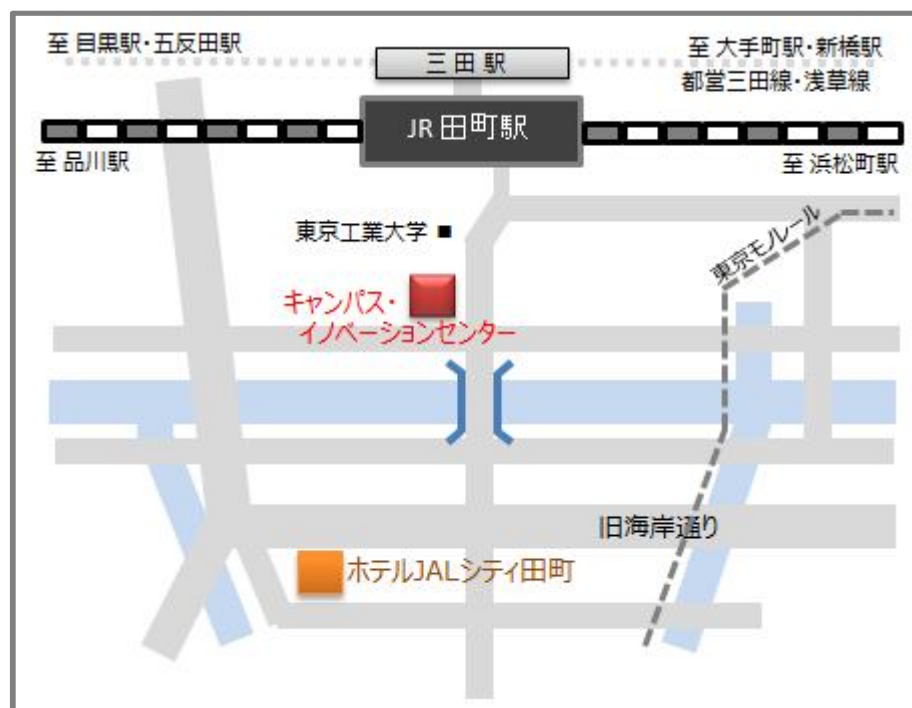 至 目黒駅・五反田駅
三田駅
至 大手町駅・新橋駅
都営三田線・浅草線
JR 田町駅
至 品川駅
至 浜松町駅
東京工業大学
東京モノレール
キャンパス・
イノベーションセンター
旧海岸通り
ホテルJALシティ田町